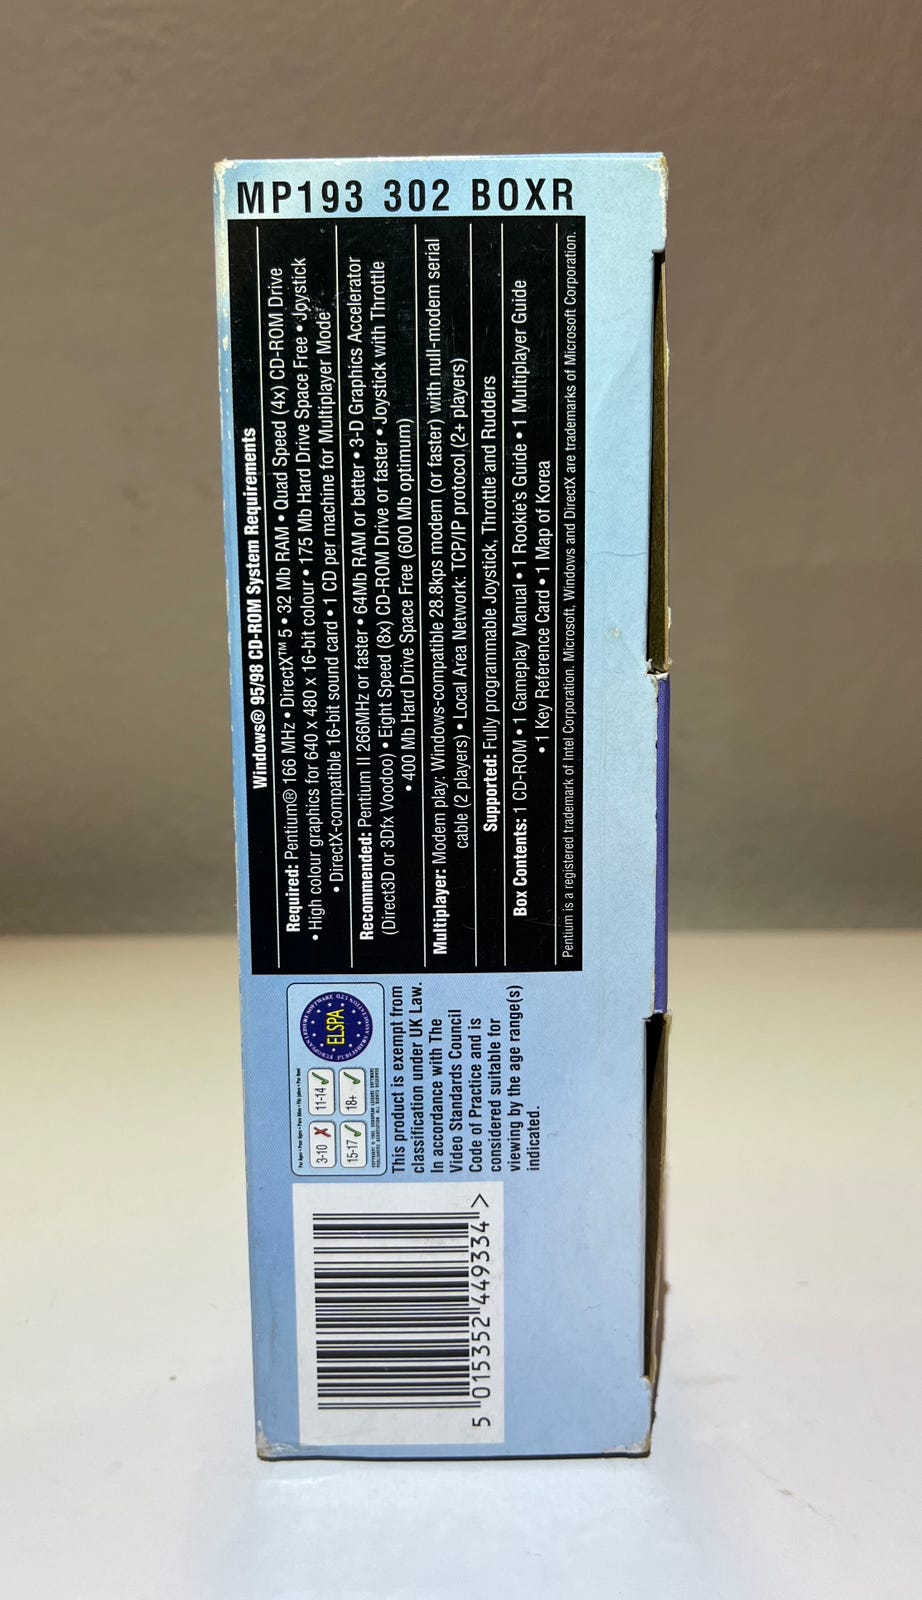 MP193 302 BOXR
Windows® 95/98 CD-ROM System Requirements
Required: Pentium® 166 MHz • DirectX™ 5 • 32 Mb RAM • Quad Speed (4x) CD-ROM Drive
• High colour graphics for 640 x 480 x 16-bit colour • 175 Mb Hard Drive Space Free • Joystick
• DirectX-compatible 16-bit sound card • 1 CD per machine for Multiplayer Mode
Recommended: Pentium II 266MHz or faster • 64Mb RAM or better • 3-D Graphics Accelerator
(Direct3D or 3Dfx Voodoo) • Eight Speed (8x) CD-ROM Drive or faster • Joystick with Throttle
• 400 Mb Hard Drive Space Free (600 Mb optimum)
Multiplayer: Modem play: Windows-compatible 28.8kps modem (or faster) with null-modem serial
cable (2 players) • Local Area Network: TCP/IP protocol (2+ players)
Supported: Fully programmable Joystick, Throttle and Rudders
Box Contents: 1 CD-ROM • 1 Gameplay Manual • 1 Rookie's Guide • 1 Multiplayer Guide
• 1 Key Reference Card • 1 Map of Korea
Pentium is a registered trademark of Intel Corporation. Microsoft, Windows and DirectX are trademarks of Microsoft Corporation.
ELSPA
3-10 ✗ 11-14 ✓
15-17 ✓ 18+ ✓
This product is exempt from
classification under UK Law.
In accordance with The
Video Standards Council
Code of Practice and is
considered suitable for
viewing by the age range(s)
indicated.
5 015352 449334 >